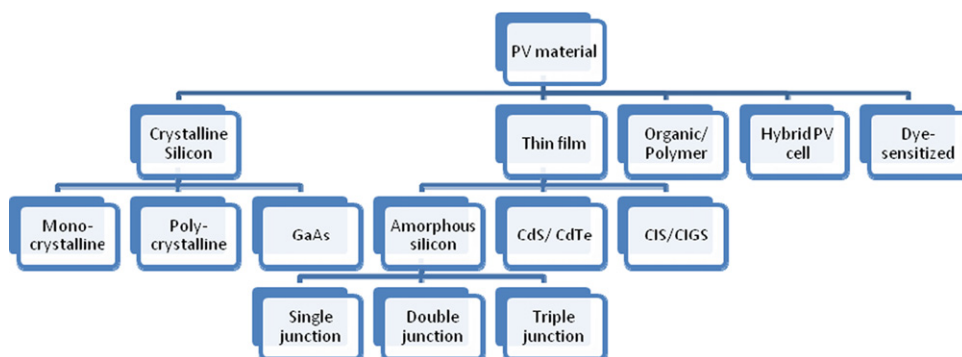 PV material
Crystalline
Silicon
Thin film
Organic/
Polymer
Hybrid PV
cell
Dye-
sensitized
Mono-
crystalline
Poly-
crystalline
GaAs
Amorphous
silicon
CdS/ CdTe
CIS/CIGS
Single
junction
Double
junction
Triple
junction